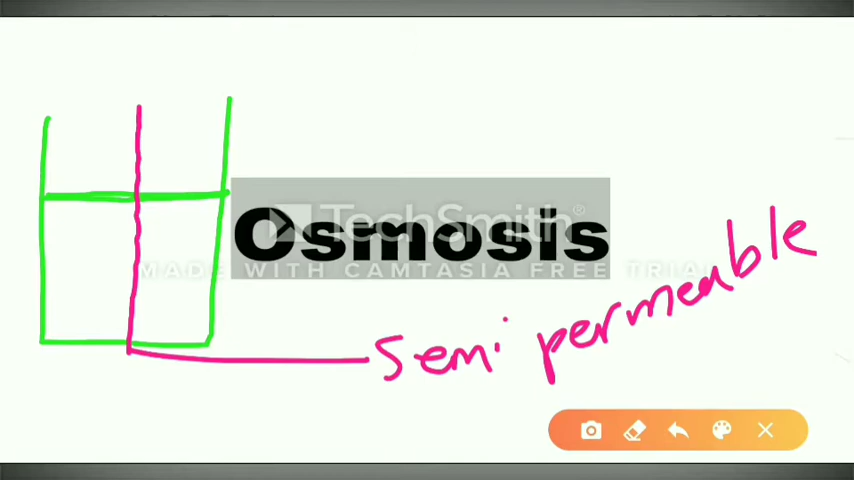 TechSmith®
Osmosis
MADE WITH CAMTASIA FREE TRIAL
Semi permeable